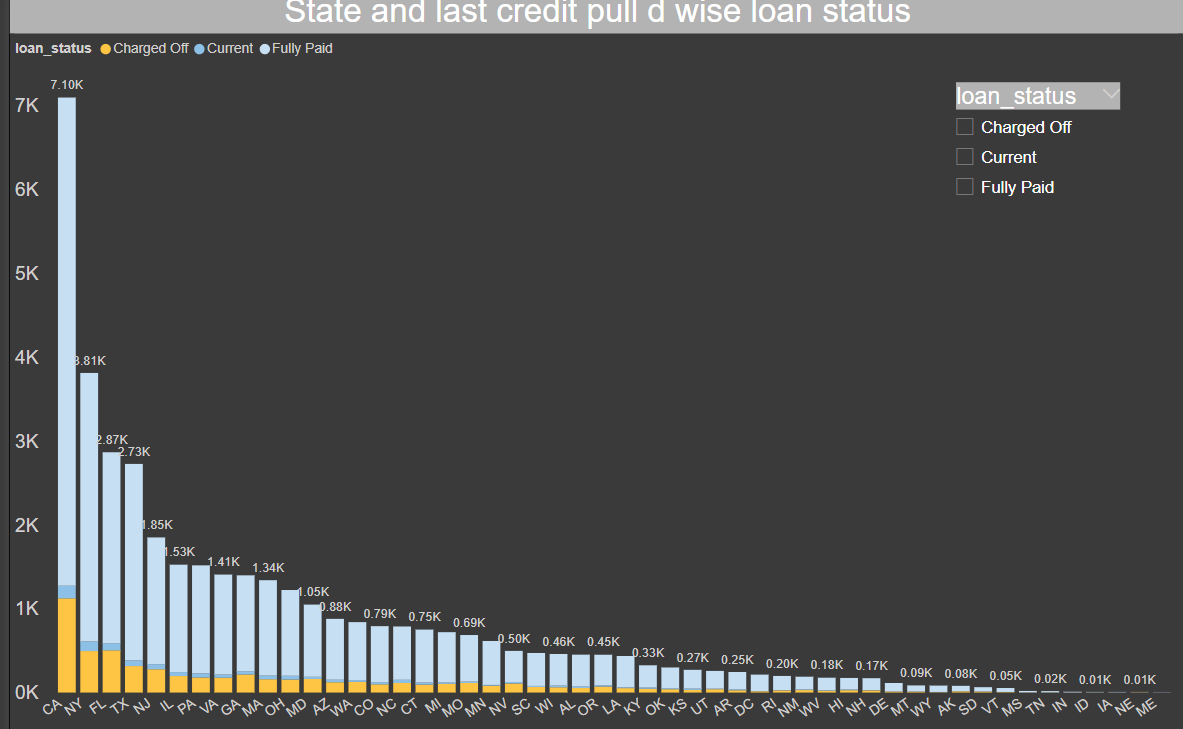 State and last credit pull d wise loan status
loan_status Charged Off Current Fully Paid
7.10K
loan_status
7K
Charged Off
Current
Fully Paid
6K
5K
4K
3.81K
3K
2.87K
2.73K
2K
1.85K
1.53K
1.41K
1.34K
1.05K
0.88K
0.79K
0.75K
0.69K
1K
0.50K
0.46K
0.45K
0.33K
0.27K
0.25K
0.20K
0.18K
0.17K
0.09K
0.08K
0.05K
0.02K
0.01K
0.01K
0K
CA NY FL TX NJ IL PA VA GA MA OH MD AZ WA CO NC CT MI MO MN NV SC WI AL OR LA KY OK KS UT AR DC RI NM WV HI NH DE MT WY AK SD VT MS TN IN ID IA NE ME